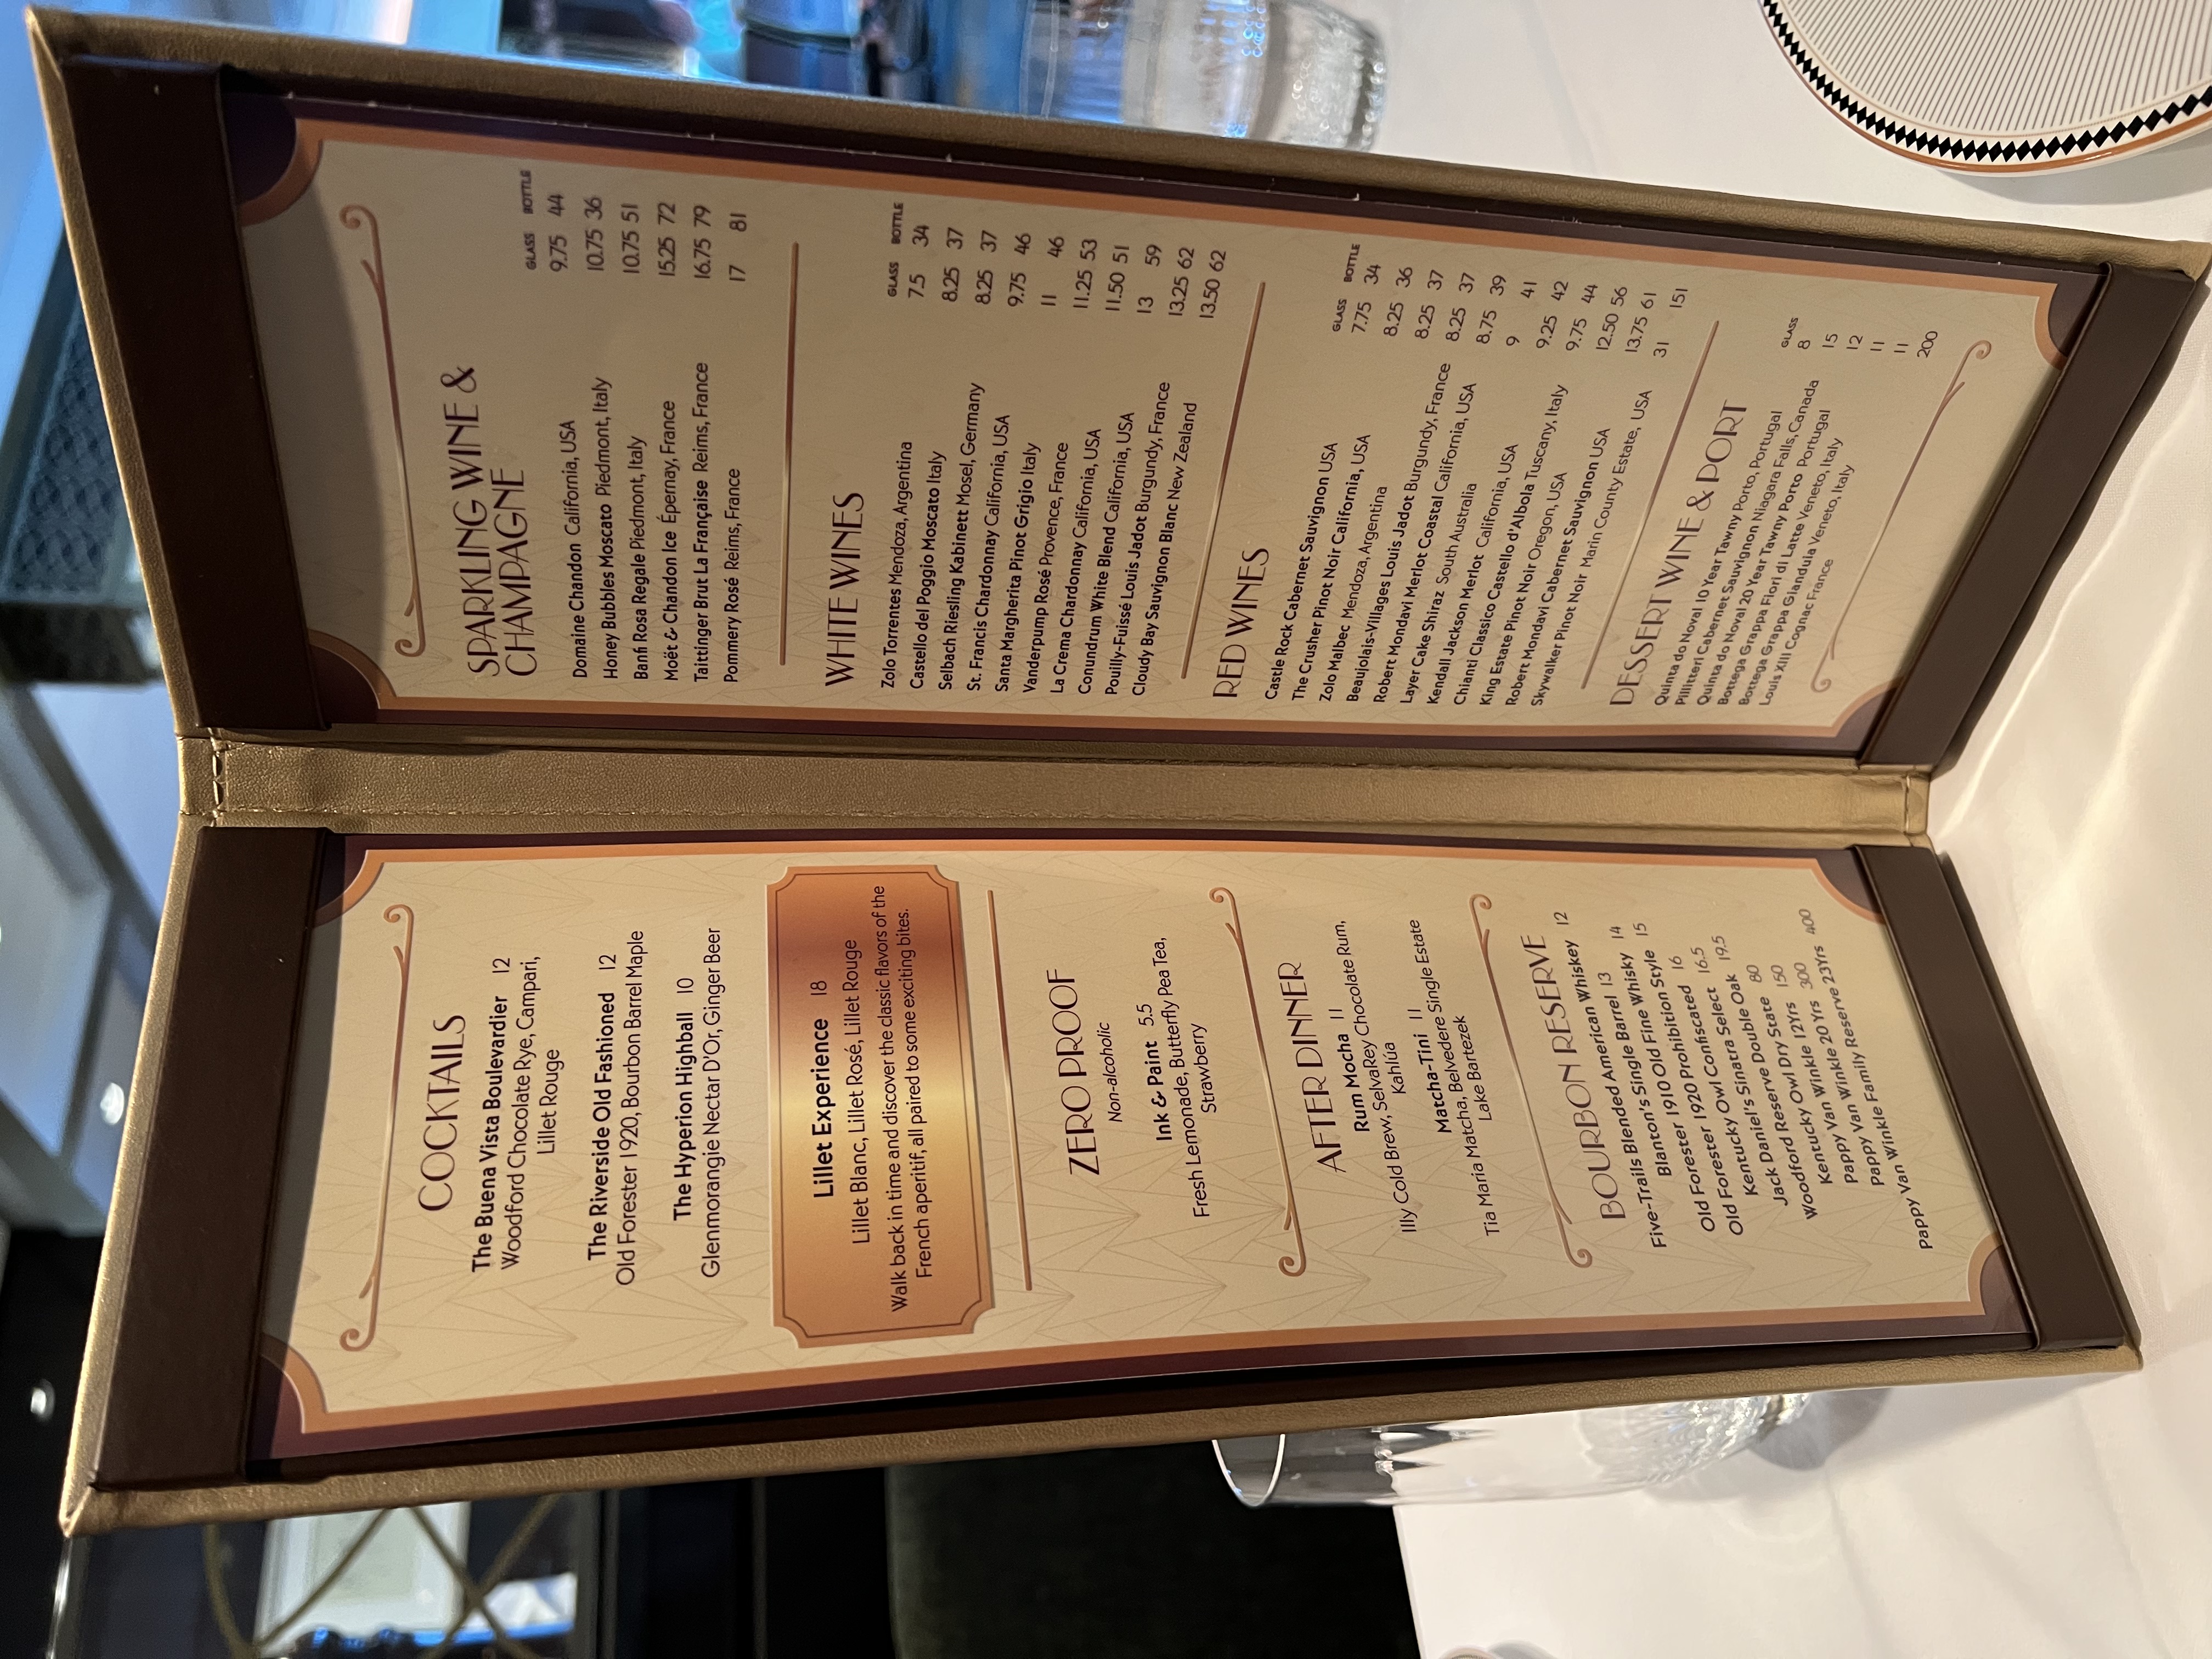 COCKTAILS
The Buena Vista Boulevardier 12
Woodford Chocolate Rye, Campari,
Lillet Rouge
The Riverside Old Fashioned 12
Old Forester 1920, Bourbon Barrel Maple
The Hyperion Highball 10
Glenmorangie Nectar D'Or, Ginger Beer
Lillet Experience 18
Lillet Blanc, Lillet Rosé, Lillet Rouge
Walk back in time and discover the classic flavors of the
French aperitif, all paired to some exciting bites.
ZERO PROOF
Non-alcoholic
Ink & Paint 5.5
Fresh Lemonade, Butterfly Pea Tea,
Strawberry
AFTER DINNER
Rum Mocha 11
Illy Cold Brew, SelvaRey Chocolate Rum,
Kahlúa
Matcha-Tini 11
Tia Maria Matcha, Belvedere Single Estate
Lake Bartezek
BOURBON RESERVE
Five-Trails Blended American Whiskey 12
Blanton's Single Barrel 13
Old Forester 1910 Old Fine Whisky 14
Old Forester 1920 Prohibition Style 15
Kentucky Owl Confiscated 16
Jack Daniel's Sinatra Select 16.5
Woodford Reserve Double Oak 19.5
Kentucky Owl Dry State 80
Pappy Van Winkle 12Yrs 150
Pappy Van Winkle 20 Yrs 300
Pappy Van Winkle Family Reserve 23Yrs 400
SPARKLING WINE &
CHAMPAGNE
GLASS BOTTLE
Domaine Chandon California, USA 9.75 44
Honey Bubbles Moscato Piedmont, Italy 10.75 36
Banfi Rosa Regale Piedmont, Italy 10.75 51
Moët & Chandon Ice Épernay, France 15.25 72
Taittinger Brut La Française Reims, France 16.75 79
Pommery Rosé Reims, France 17 81
WHITE WINES
GLASS BOTTLE
Zolo Torrentes Mendoza, Argentina 7.5 34
Castello del Poggio Moscato Italy 8.25 37
Selbach Riesling Kabinett Mosel, Germany 8.25 37
St. Francis Chardonnay California, USA 9.75 46
Santa Margherita Pinot Grigio Italy 11 46
Vanderpump Rosé Provence, France 11.25 53
La Crema Chardonnay California, USA 11.50 51
Conundrum White Blend California, USA 13 59
Pouilly-Fuissé Louis Jadot Burgundy, France 13.25 62
Cloudy Bay Sauvignon Blanc New Zealand 13.50 62
RED WINES
GLASS BOTTLE
Castle Rock Cabernet Sauvignon USA 7.75 34
The Crusher Pinot Noir California, USA 8.25 36
Zolo Malbec Mendoza, Argentina 8.25 37
Beaujolais-Villages Louis Jadot Burgundy, France 8.25 37
Robert Mondavi Merlot Coastal California, USA 8.75 39
Layer Cake Shiraz South Australia 9 41
Kendall Jackson Merlot California, USA 9.25 42
Chianti Classico Castello d'Albola Tuscany, Italy 9.75 44
King Estate Pinot Noir Oregon, USA 12.50 56
Robert Mondavi Cabernet Sauvignon USA 13.75 61
Skywalker Pinot Noir Marin County Estate, USA 31 151
DESSERT WINE & PORT
GLASS
Quinta do Noval 10 Year Tawny Porto, Portugal 8
Pillitteri Cabernet Sauvignon Niagara Falls, Canada 15
Quinta do Noval 20 Year Tawny Porto Portugal 12
Bottega Grappa Fiori di Latte Veneto, Italy 11
Bottega Grappa Gianduia Veneto, Italy 11
Louis XIII Cognac France 200